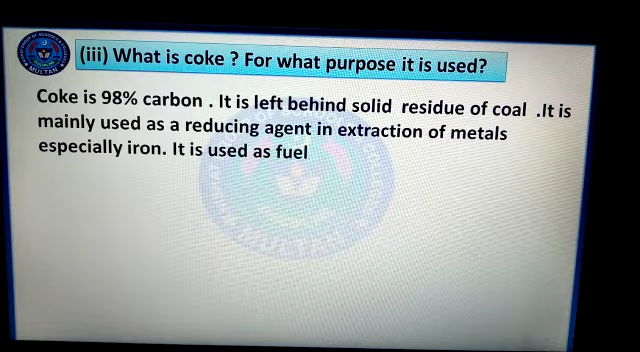 (iii) What is coke ? For what purpose it is used?
Coke is 98% carbon . It is left behind solid residue of coal .It is
mainly used as a reducing agent in extraction of metals
especially iron. It is used as fuel
MULTAN
MULTAN